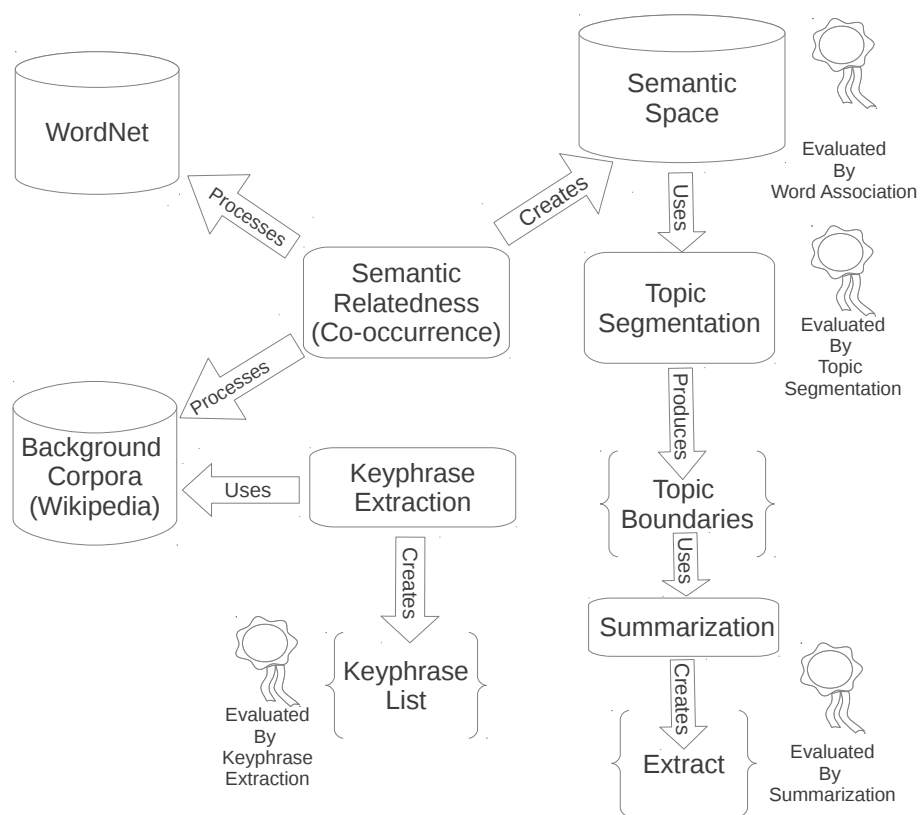 WordNet
Semantic
Space
Evaluated
By
Word Association
Processes
Creates
Uses
Semantic
Relatedness
(Co-occurrence)
Topic
Segmentation
Evaluated
By
Topic
Segmentation
Processes
Produces
Background
Corpora
(Wikipedia)
Uses
Keyphrase
Extraction
Topic
Boundaries
Creates
Uses
Summarization
Keyphrase
List
Evaluated
By
Keyphrase
Extraction
Creates
Extract
Evaluated
By
Summarization